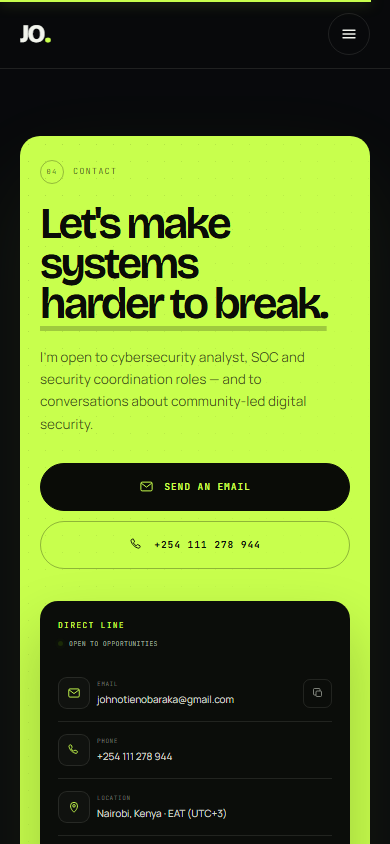 JO.
04 CONTACT
Let's make
systems
harder to break.
I'm open to cybersecurity analyst, SOC and
security coordination roles — and to
conversations about community-led digital
security.
SEND AN EMAIL
+254 111 278 944
DIRECT LINE
OPEN TO OPPORTUNITIES
EMAIL
johnotienobaraka@gmail.com
PHONE
+254 111 278 944
LOCATION
Nairobi, Kenya · EAT (UTC+3)